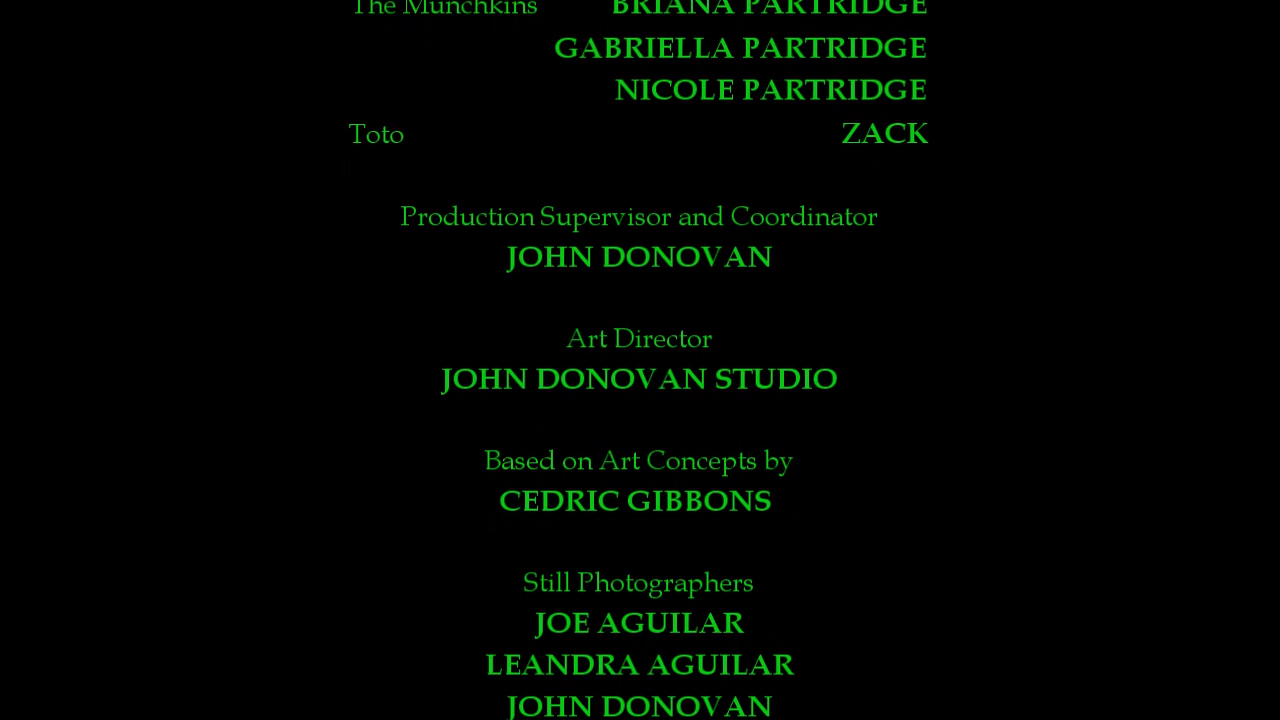 The Munchkins BRIANA PARTRIDGE
GABRIELLA PARTRIDGE
NICOLE PARTRIDGE
Toto ZACK
Production Supervisor and Coordinator
JOHN DONOVAN
Art Director
JOHN DONOVAN STUDIO
Based on Art Concepts by
CEDRIC GIBBONS
Still Photographers
JOE AGUILAR
LEANDRA AGUILAR
JOHN DONOVAN